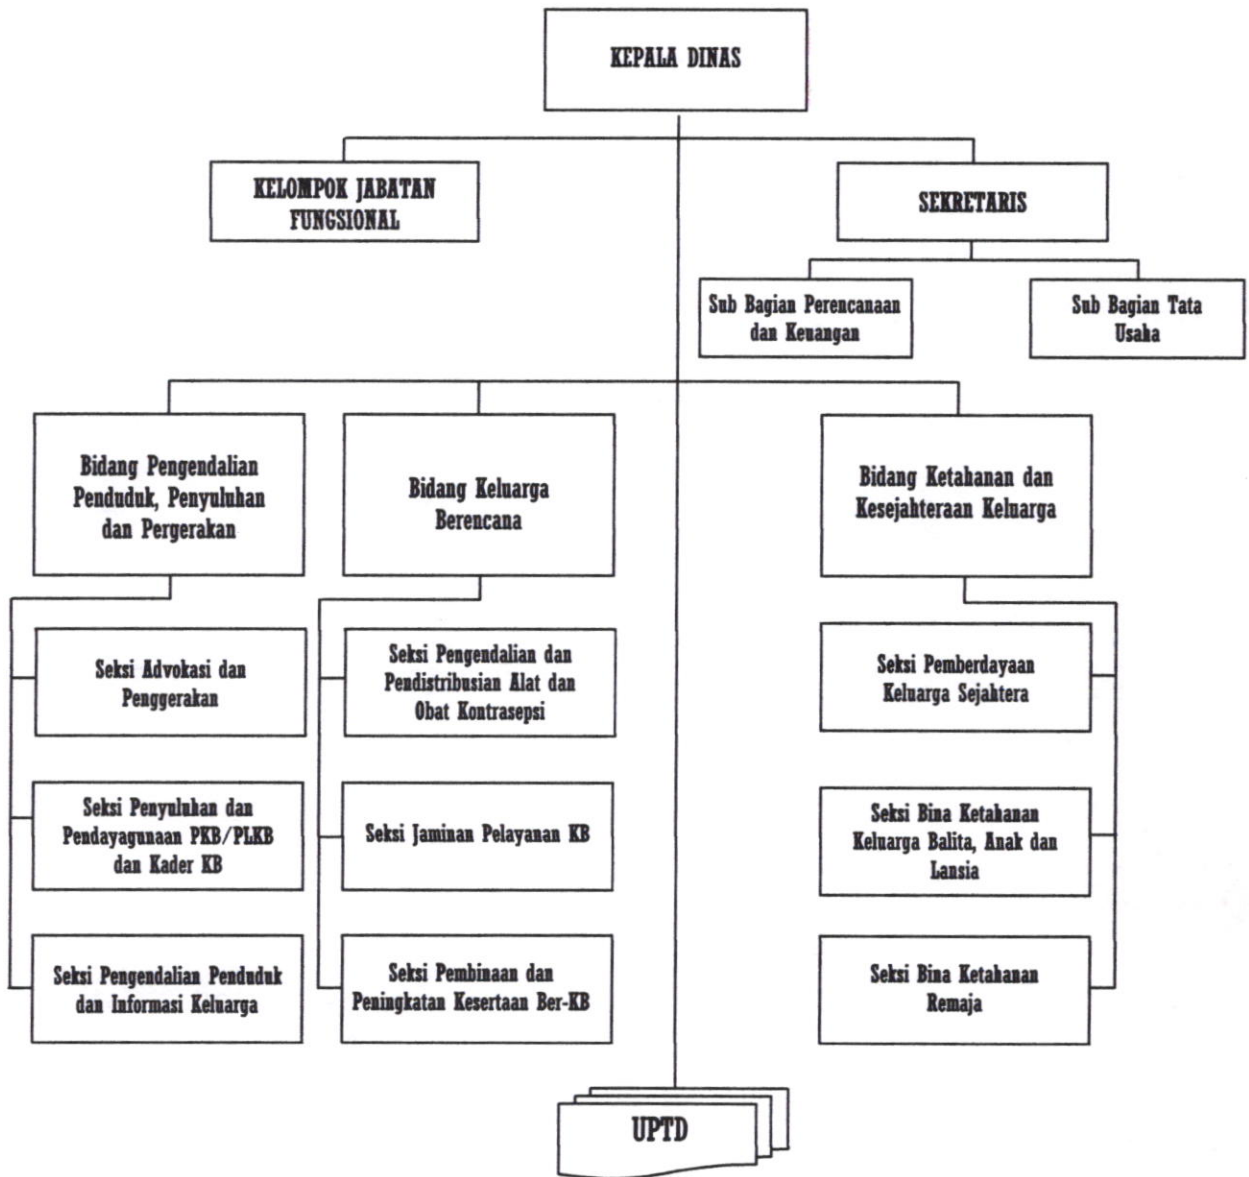 KEPALA DINAS
KELOMPOK JABATAN
FUNGSIONAL
SEKRETARIS
Sub Bagian Perencanaan
dan Keuangan
Sub Bagian Tata
Usaha
Bidang Pengendalian
Penduduk, Penyuluhan
dan Pergerakan
Bidang Keluarga
Berencana
Bidang Ketahanan dan
Kesejahteraan Keluarga
Seksi Advokasi dan
Penggerakan
Seksi Pengendalian dan
Pendistribusian Alat dan
Obat Kontrasepsi
Seksi Pemberdayaan
Keluarga Sejahtera
Seksi Penyuluhan dan
Pendayagunaan PKB/PLKB
dan Kader KB
Seksi Jaminan Pelayanan KB
Seksi Bina Ketahanan
Keluarga Balita, Anak dan
Lansia
Seksi Pengendalian Penduduk
dan Informasi Keluarga
Seksi Pembinaan dan
Peningkatan Kesertaan Ber-KB
Seksi Bina Ketahanan
Remaja
UPTD